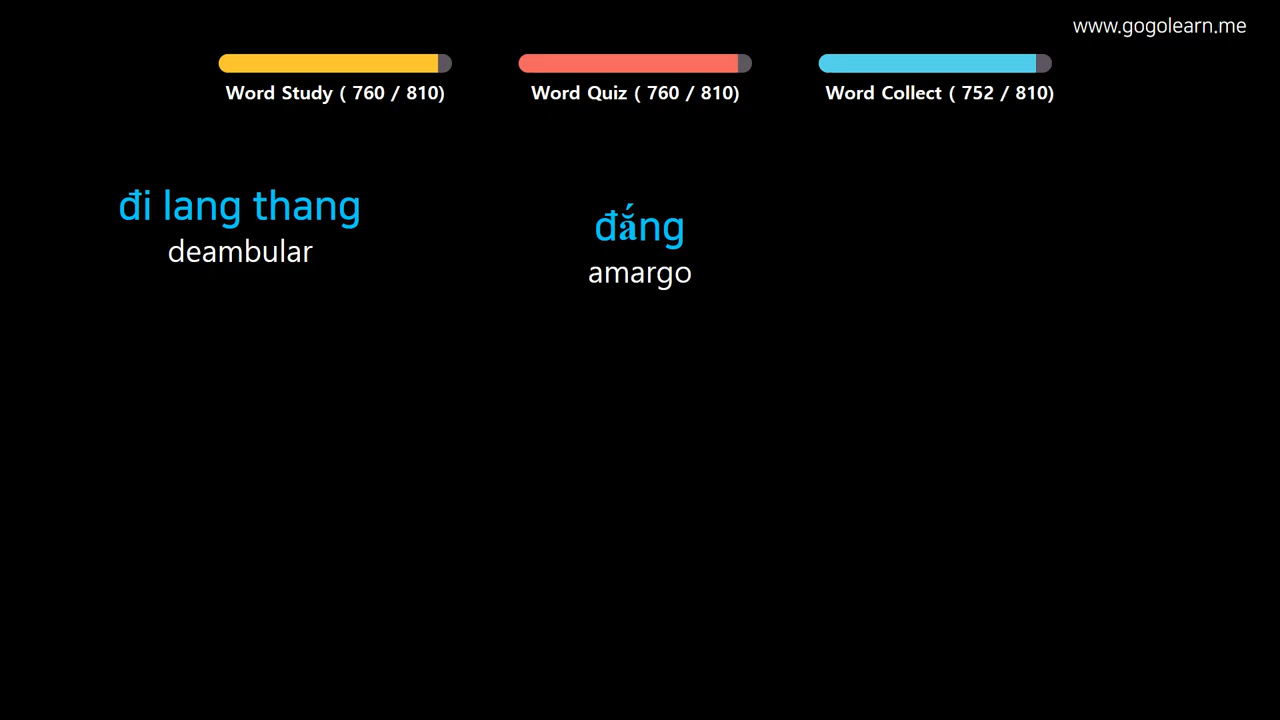 www.gogolearn.me
Word Study ( 760 / 810)
Word Quiz ( 760 / 810)
Word Collect ( 752 / 810)
đi lang thang
deambular
đắng
amargo